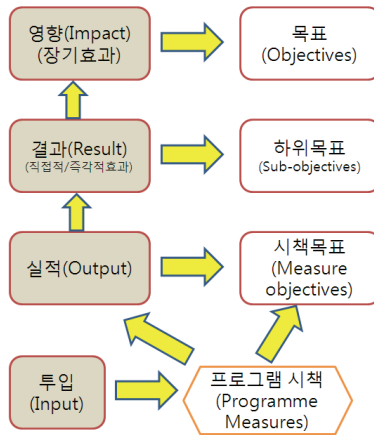 영향(Impact)
(장기효과)
목표
(Objectives)
결과(Result)
(직접적/즉각적효과)
하위목표
(Sub-objectives)
실적(Output)
시책목표
(Measure
objectives)
투입
(Input)
프로그램 시책
(Programme
Measures)